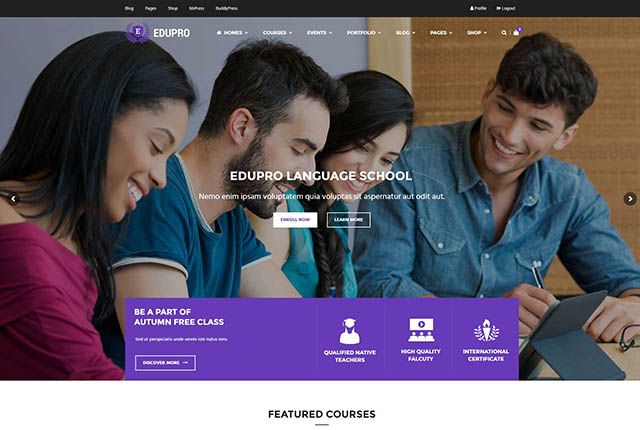 Blog Pages Shop bbPress BuddyPress Profile Logout
E EDUPRO HOMES COURSES EVENTS PORTFOLIO BLOG PAGES SHOP
EDUPRO LANGUAGE SCHOOL
Nemo enim ipsam voluptatem quia voluptas sit aspernatur aut odit aut.
ENROLL NOW LEARN MORE
BE A PART OF
AUTUMN FREE CLASS
Sed ut perspiciatis unde omnis iste natus ems.
DISCOVER MORE
QUALIFIED NATIVE
TEACHERS
HIGH QUALITY
FALCUTY
INTERNATIONAL
CERTIFICATE
FEATURED COURSES